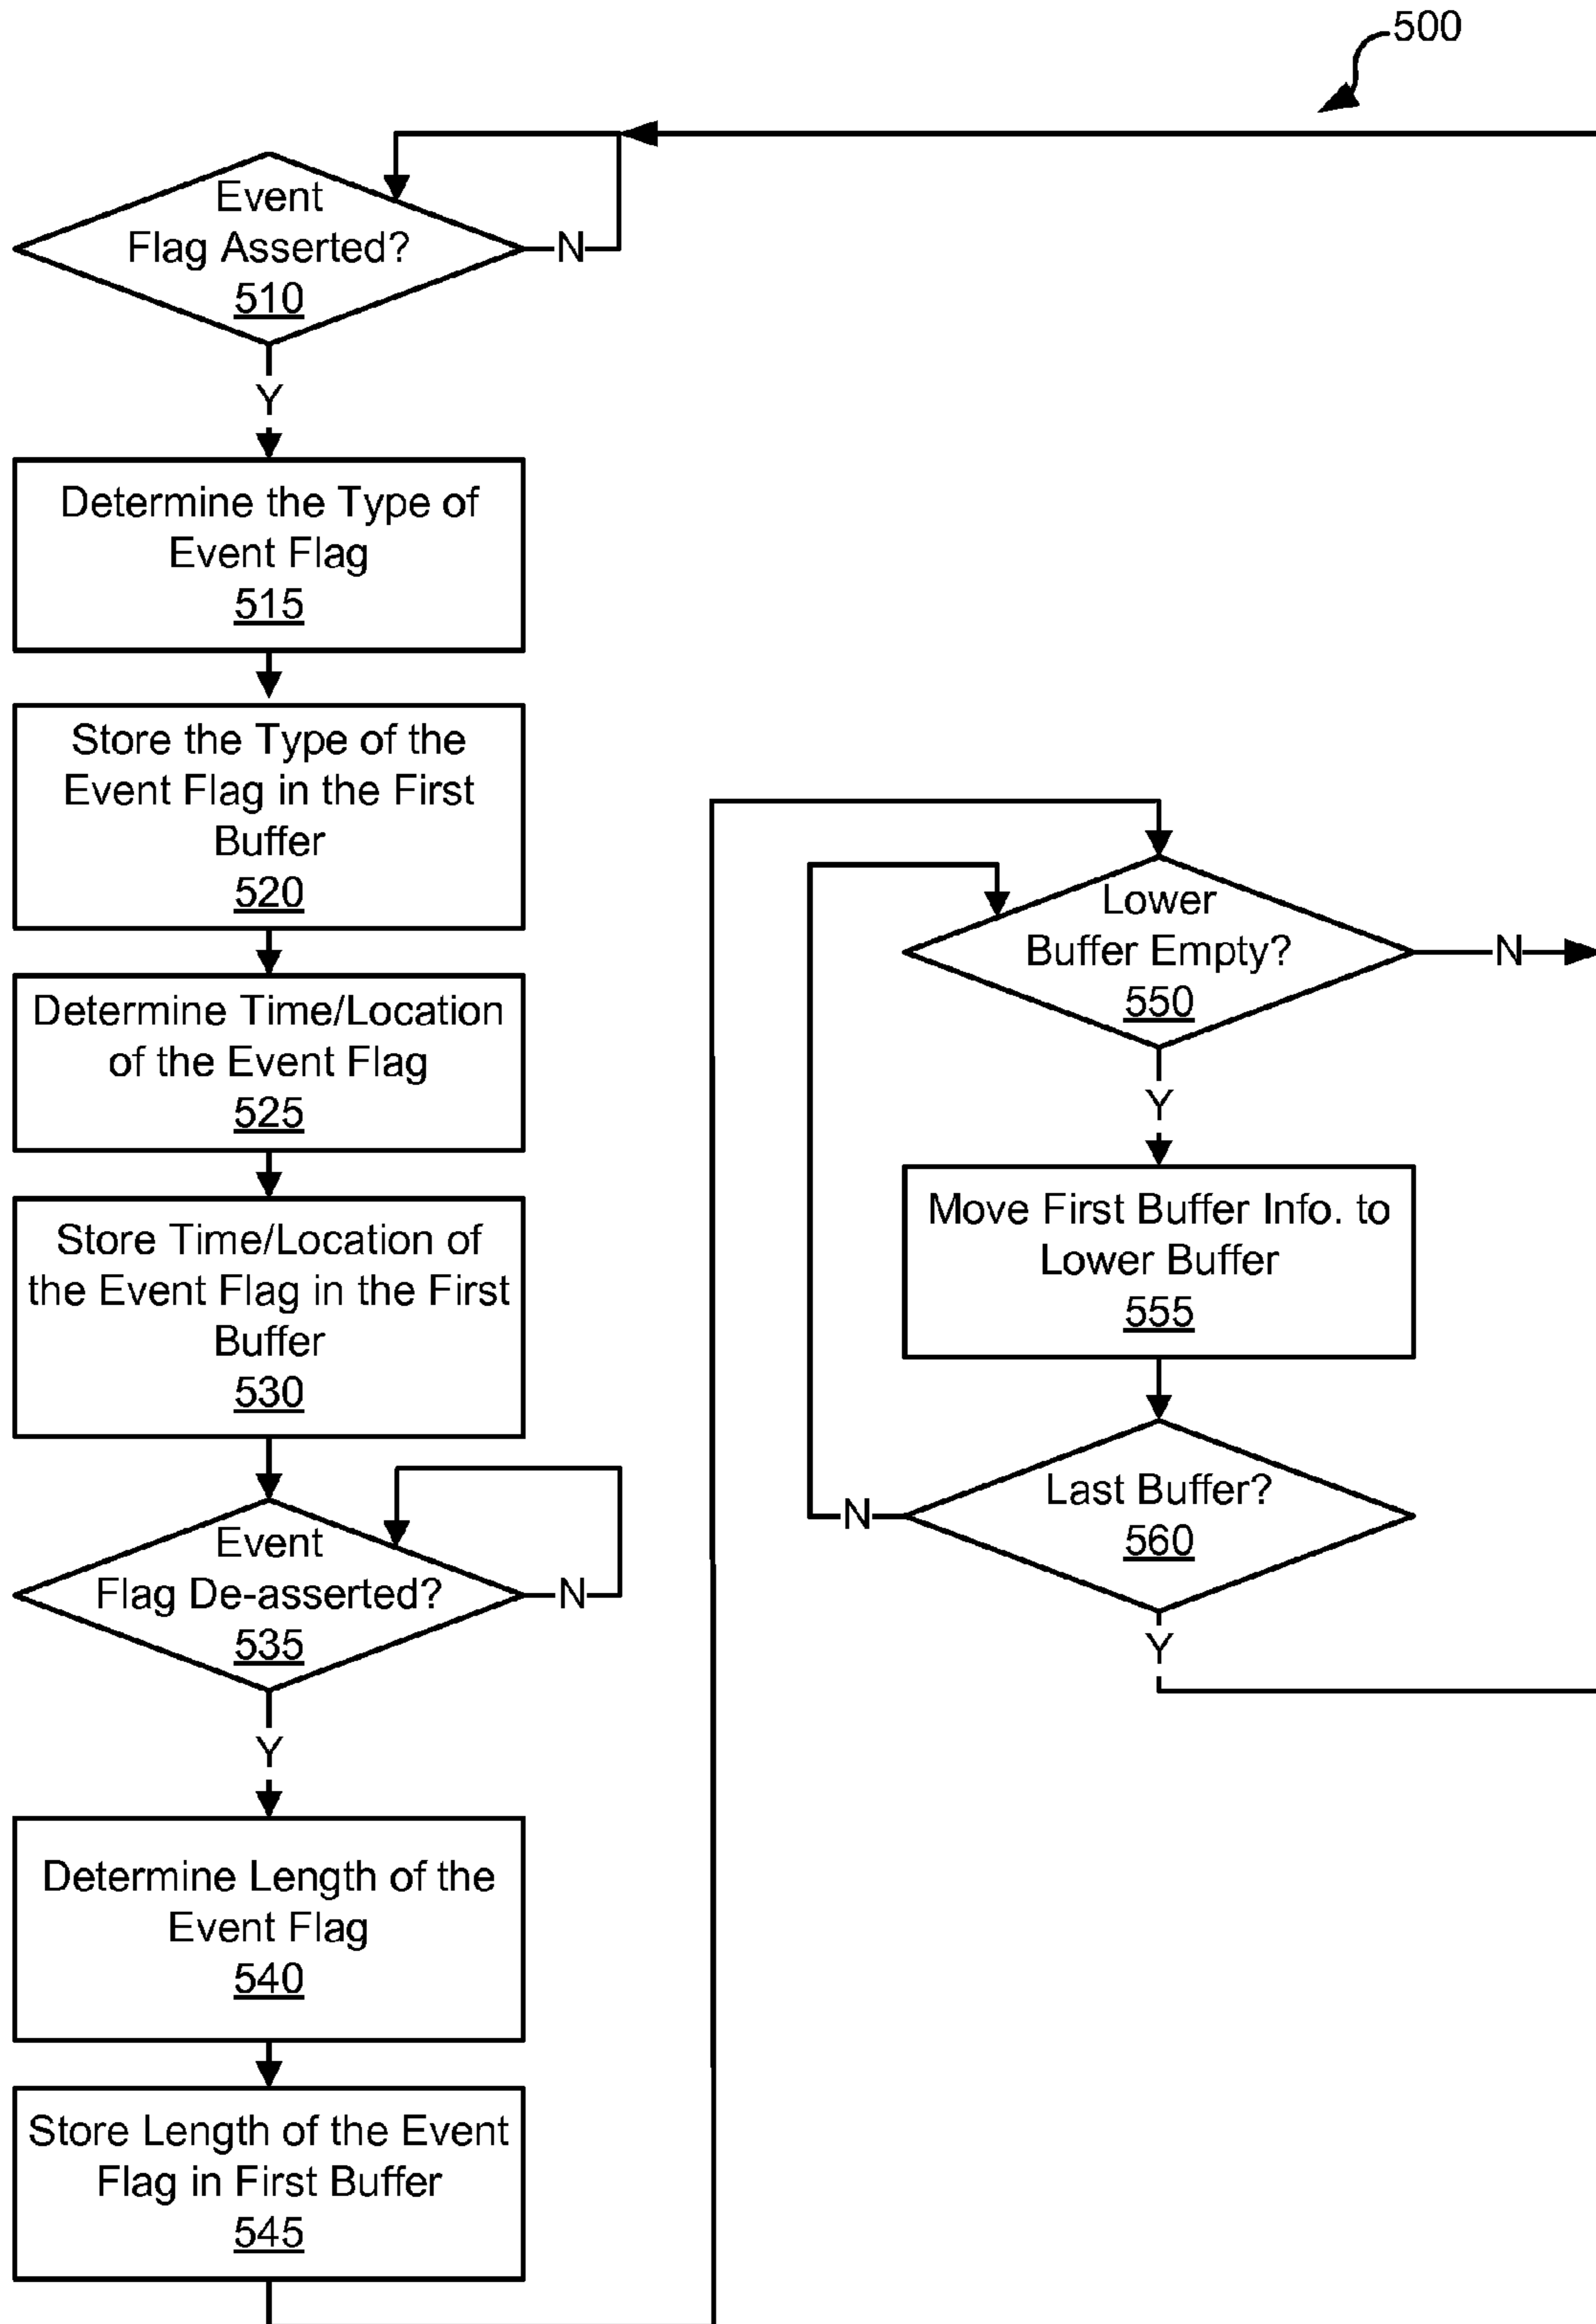 500
Event
Flag Asserted?
510
N
Y
Determine the Type of
Event Flag
515
Store the Type of the
Event Flag in the First
Buffer
520
Determine Time/Location
of the Event Flag
525
Store Time/Location of
the Event Flag in the First
Buffer
530
Event
Flag De-asserted?
535
N
Y
Determine Length of the
Event Flag
540
Store Length of the Event
Flag in First Buffer
545
Lower
Buffer Empty?
550
N
Y
Move First Buffer Info. to
Lower Buffer
555
Last Buffer?
560
N
Y